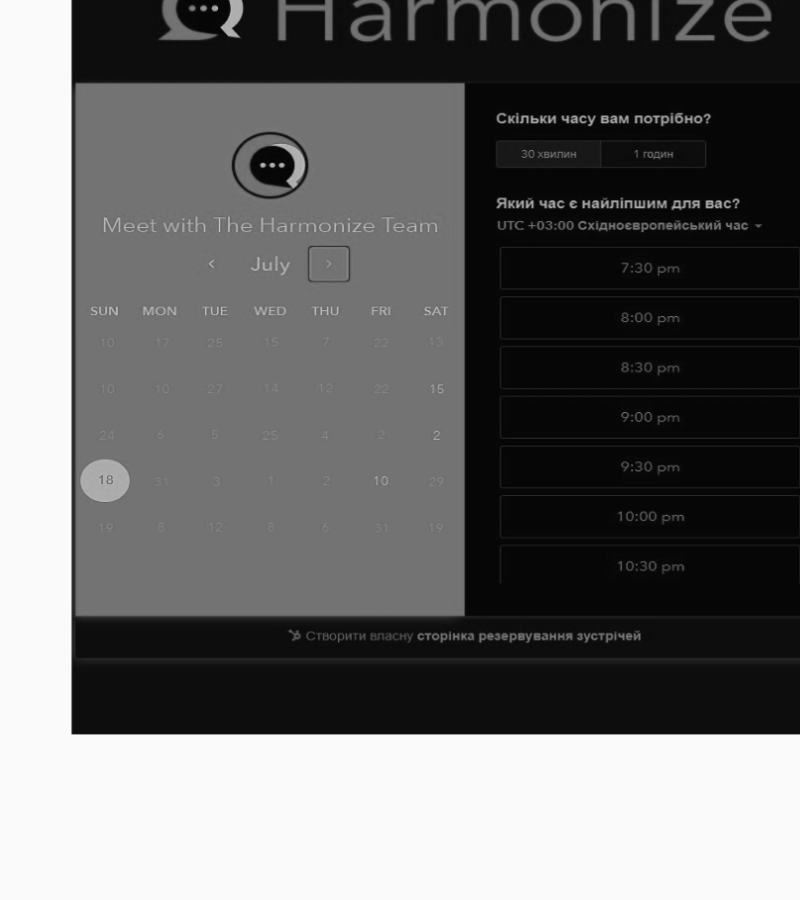 Harmonize
Meet with The Harmonize Team
July
SUN MON TUE WED THU FRI SAT
10 17 25 15 7 22 13
10 10 27 14 12 22 15
24 6 5 25 4 2 2
18 31 3 1 2 10 29
19 8 12 8 6 31 19
Скільки часу вам потрібно?
30 хвилин 1 годин
Який час є найліпшим для вас?
UTC +03:00 Східноєвропейський час
7:30 pm
8:00 pm
8:30 pm
9:00 pm
9:30 pm
10:00 pm
10:30 pm
Створити власну сторінка резервування зустрічей